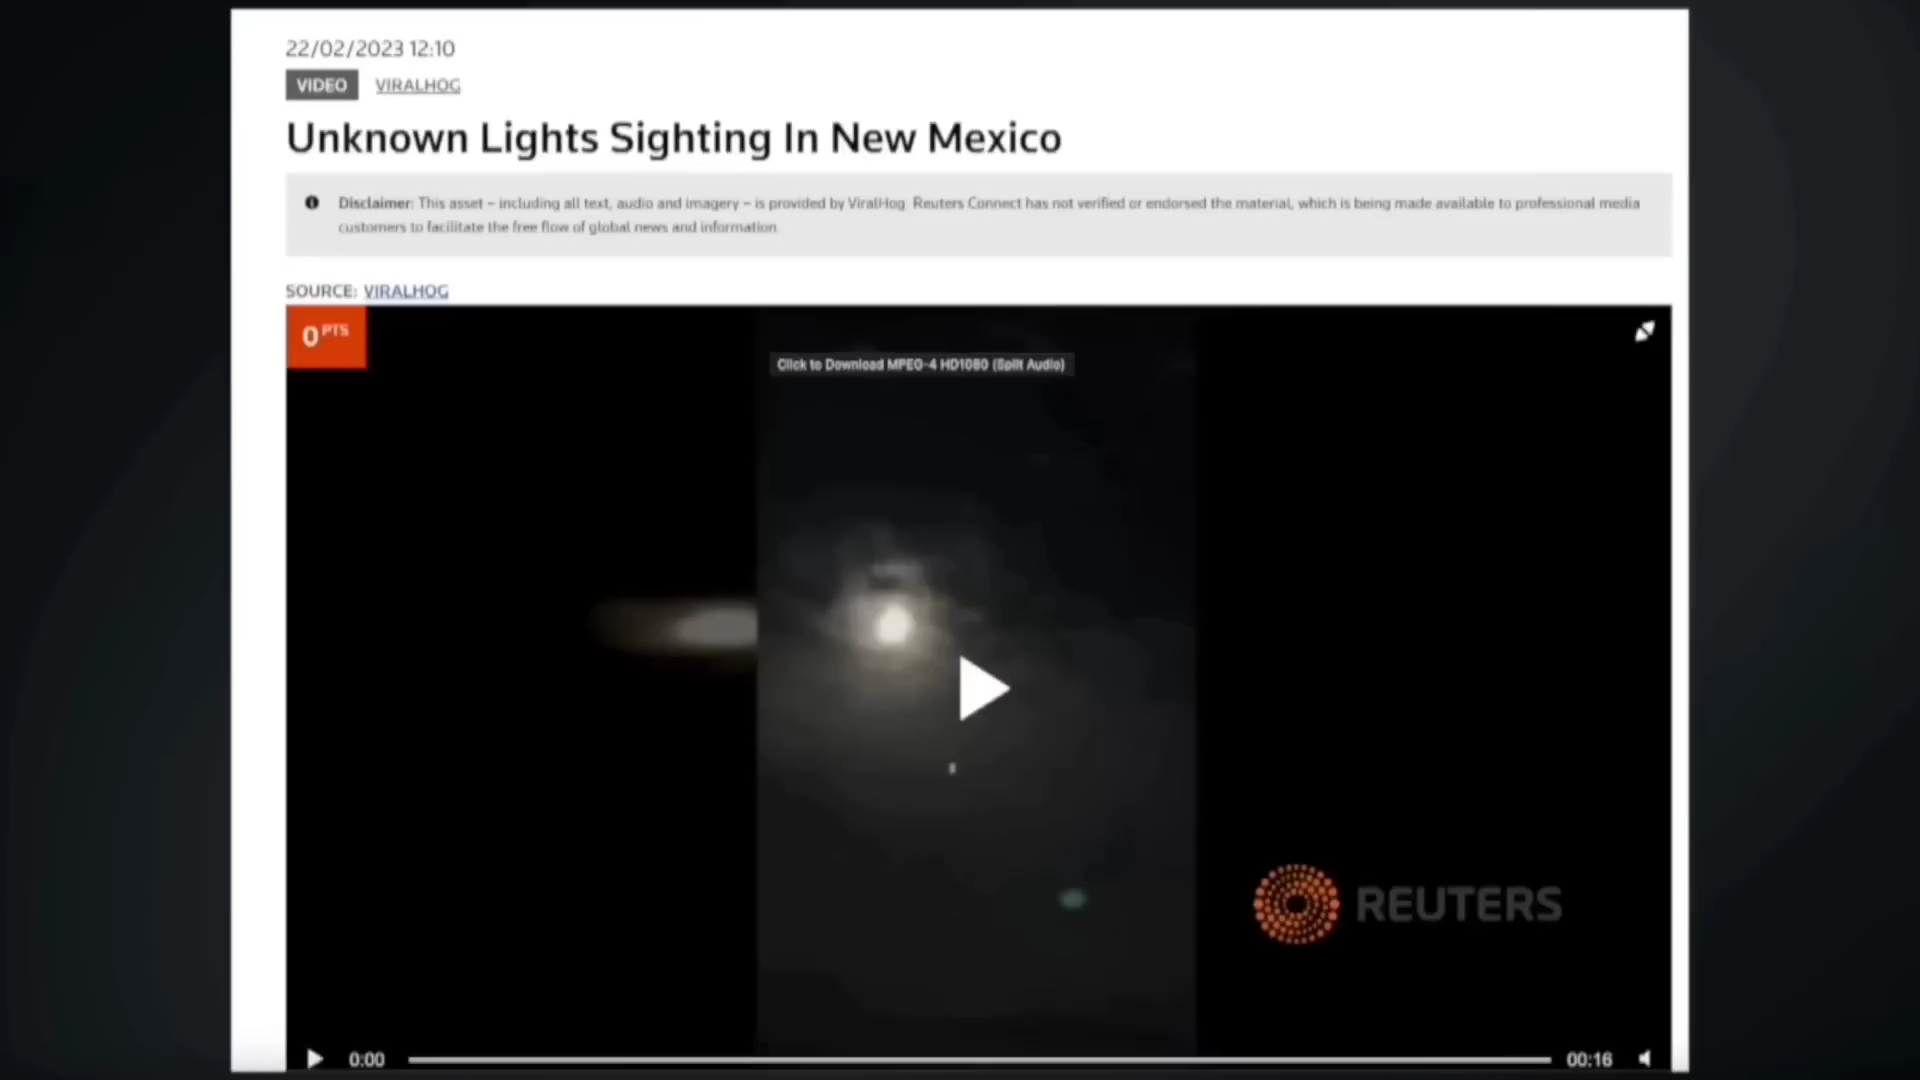 22/02/2023 12:10
VIDEO VIRALHOG
Unknown Lights Sighting In New Mexico
Disclaimer: This asset – including all text, audio and imagery – is provided by ViralHog. Reuters Connect has not verified or endorsed the material, which is being made available to professional media
customers to facilitate the free flow of global news and information.
SOURCE: VIRALHOG
0 PTS
Click to Download MPEG-4 HD1080 (Split Audio)
REUTERS
0:00 00:16